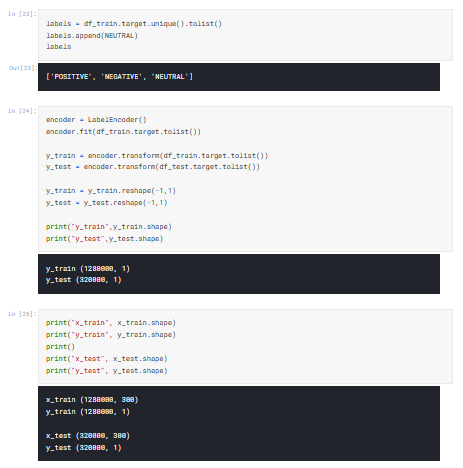 In [23]:
labels = df_train.target.unique().tolist()
labels.append(NEUTRAL)
labels
Out[23]:
['POSITIVE', 'NEGATIVE', 'NEUTRAL']
In [24]:
encoder = LabelEncoder()
encoder.fit(df_train.target.tolist())
y_train = encoder.transform(df_train.target.tolist())
y_test = encoder.transform(df_test.target.tolist())
y_train = y_train.reshape(-1,1)
y_test = y_test.reshape(-1,1)
print("y_train",y_train.shape)
print("y_test",y_test.shape)
y_train (1280000, 1)
y_test (320000, 1)
In [25]:
print("x_train", x_train.shape)
print("y_train", y_train.shape)
print()
print("x_test", x_test.shape)
print("y_test", y_test.shape)
x_train (1280000, 300)
y_train (1280000, 1)
x_test (320000, 300)
y_test (320000, 1)